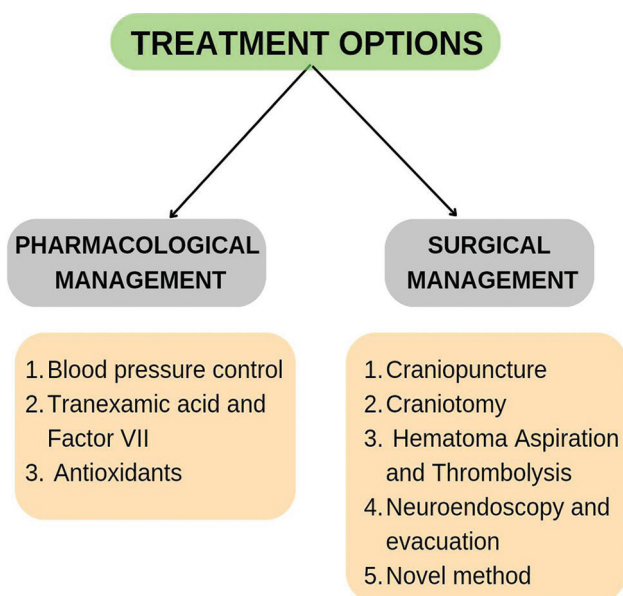 TREATMENT OPTIONS
PHARMACOLOGICAL
MANAGEMENT
1. Blood pressure control
2. Tranexamic acid and
Factor VII
3. Antioxidants
SURGICAL
MANAGEMENT
1. Craniopuncture
2. Craniotomy
3. Hematoma Aspiration
and Thrombolysis
4. Neuroendoscopy and
evacuation
5. Novel method